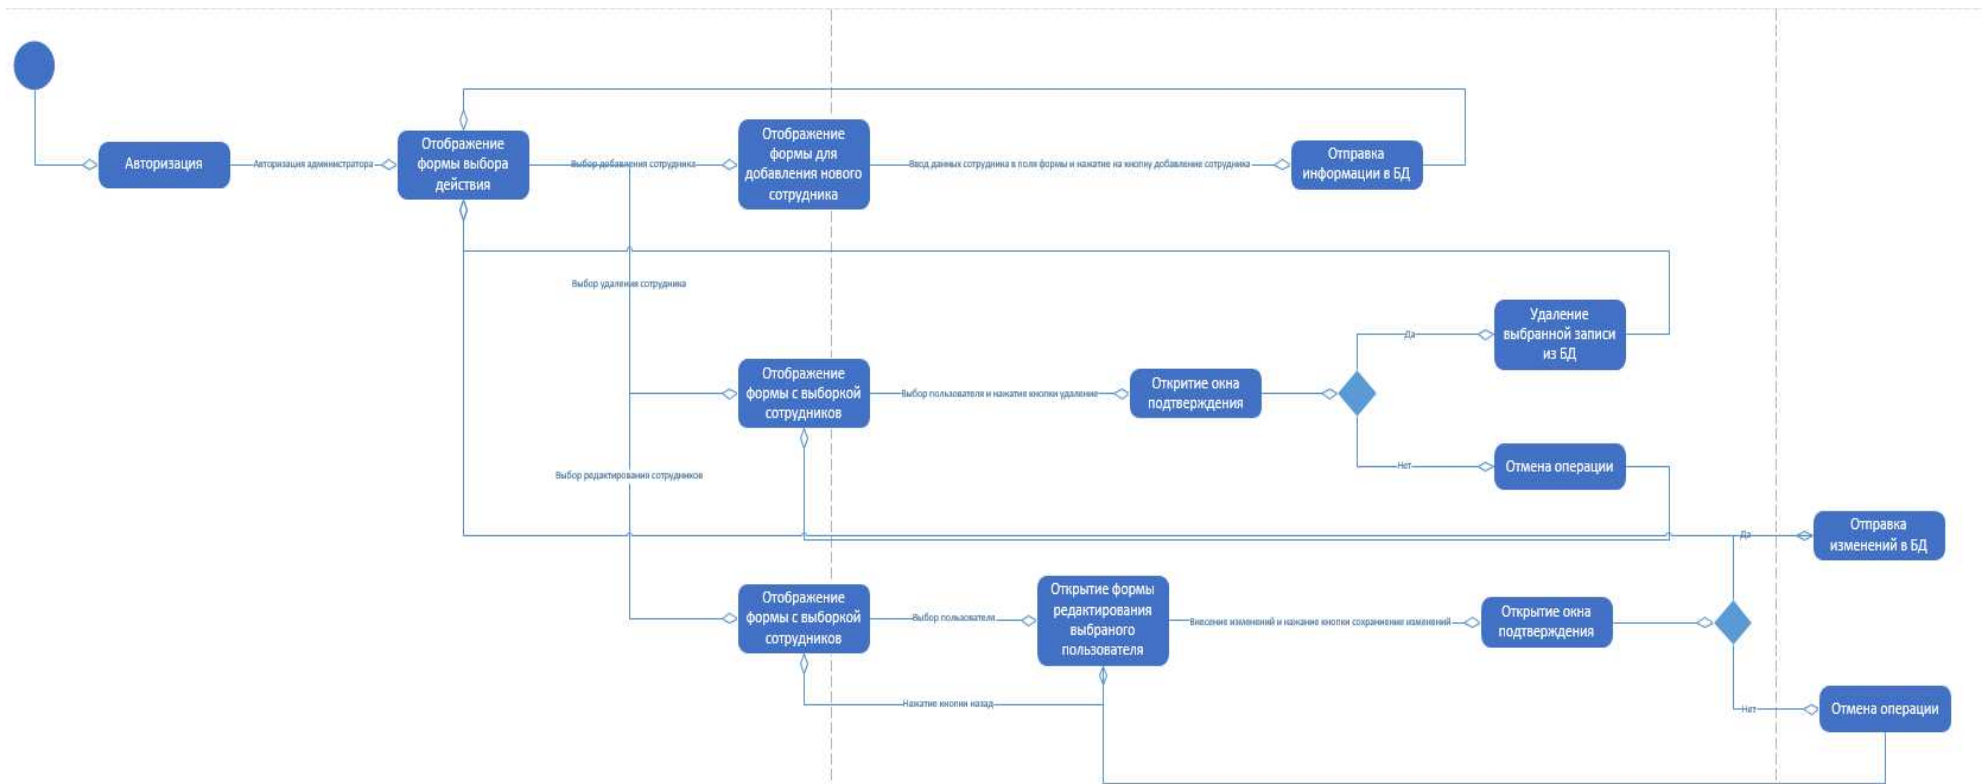 Авторизация
Авторизация администратора
Отображение
формы выбора
действия
Выбор добавления сотрудника
Отображение
формы для
добавления нового
сотрудника
Ввод данных сотрудника в поля формы и нажатие на кнопку добавление сотрудника
Отправка
информации в БД
Выбор удаления сотрудника
Отображение
формы с выборкой
сотрудников
Выбор пользователя и нажатие кнопки удаление
Откритие окна
подтверждения
Да
Удаление
выбранной записи
из БД
Нет
Отмена операции
Выбор редактирования сотрудников
Да
Отправка
изменений в БД
Отображение
формы с выборкой
сотрудников
Выбор пользователя
Открытие формы
редактирования
выбраного
пользователя
Внесение изменений и нажание кнопки сохранивение изменений
Открытие окна
подтверждения
Нажатие кнопки назад
Нет
Отмена операции